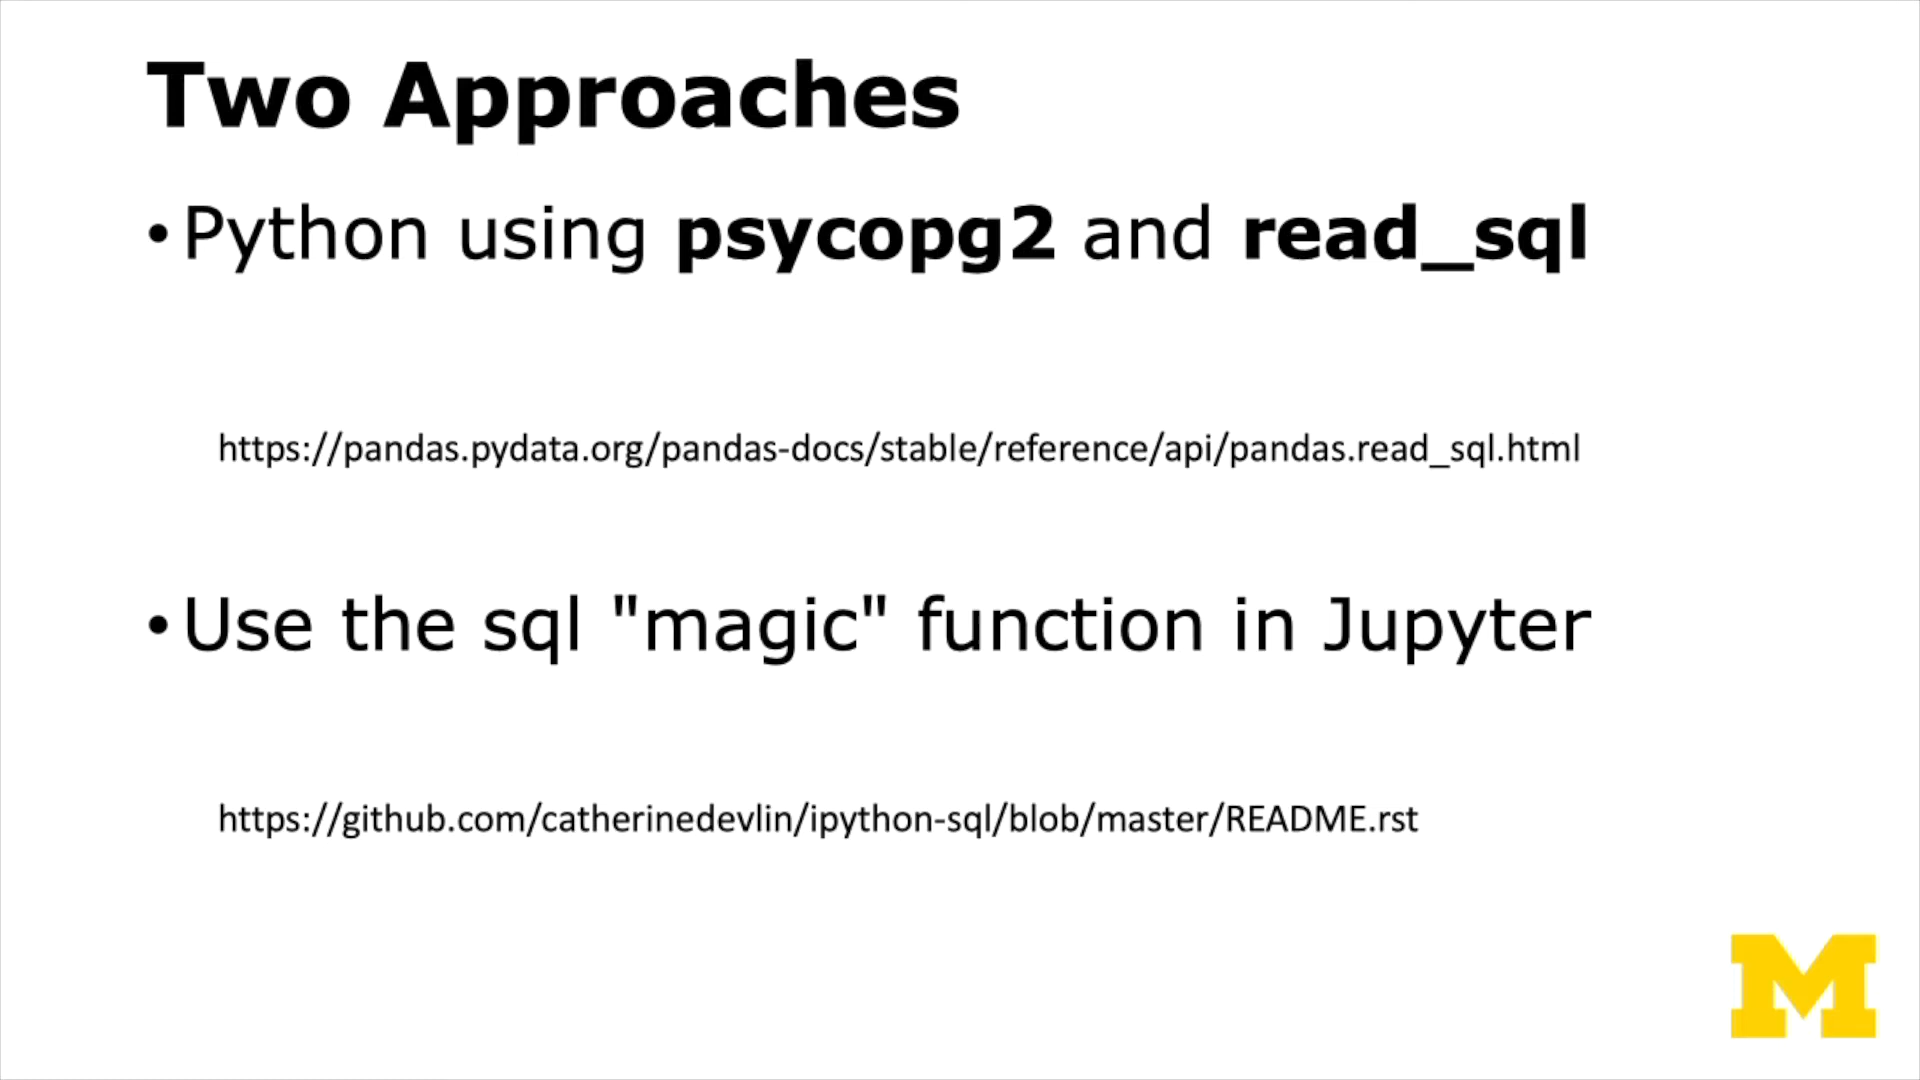 Two Approaches
• Python using psycopg2 and read_sql
https://pandas.pydata.org/pandas-docs/stable/reference/api/pandas.read_sql.html
• Use the sql "magic" function in Jupyter
https://github.com/catherinedevlin/ipython-sql/blob/master/README.rst
M